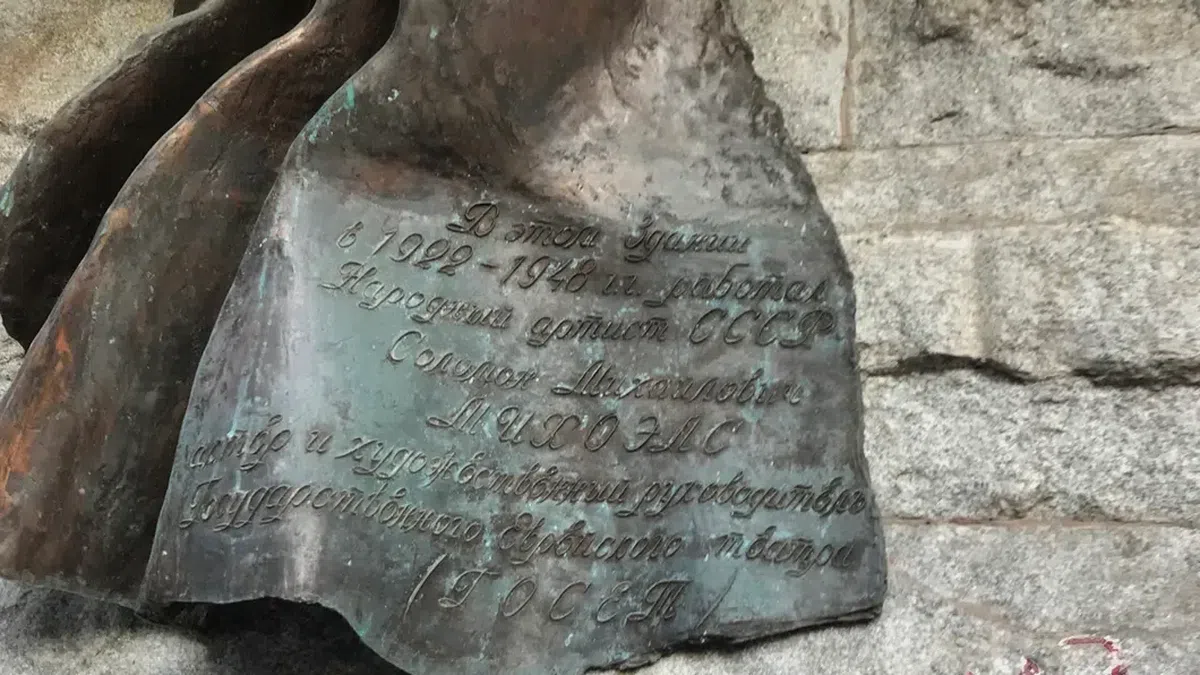 В этом здании
в 1922-1948 гг. работал
Народный артист СССР
Соломон Михайлович
МИХОЭЛС
актёр и художественный руководитель
Государственного Еврейского театра
(ГОСЕТ)